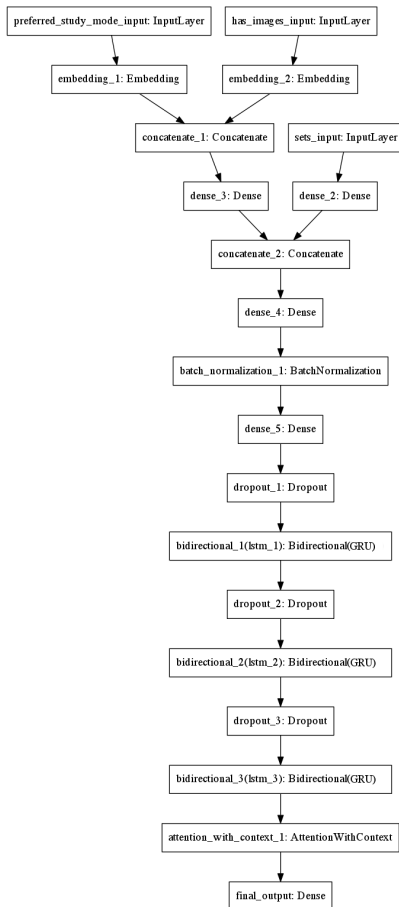 preferred_study_mode_input: InputLayer
has_images_input: InputLayer
embedding_1: Embedding
embedding_2: Embedding
concatenate_1: Concatenate
sets_input: InputLayer
dense_3: Dense
dense_2: Dense
concatenate_2: Concatenate
dense_4: Dense
batch_normalization_1: BatchNormalization
dense_5: Dense
dropout_1: Dropout
bidirectional_1(lstm_1): Bidirectional(GRU)
dropout_2: Dropout
bidirectional_2(lstm_2): Bidirectional(GRU)
dropout_3: Dropout
bidirectional_3(lstm_3): Bidirectional(GRU)
attention_with_context_1: AttentionWithContext
final_output: Dense